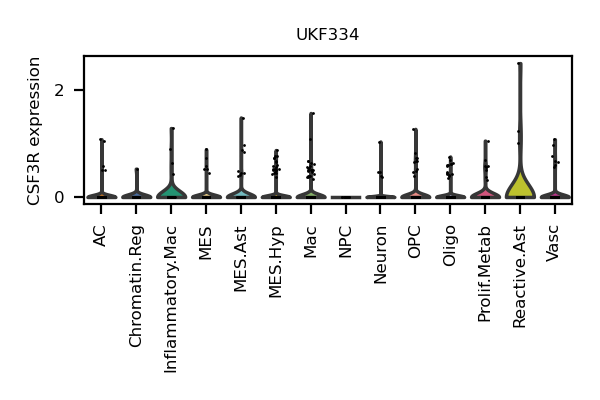 UKF334
CSF3R expression
2
0
AC
Chromatin.Reg
Inflammatory.Mac
MES
MES.Ast
MES.Hyp
Mac
NPC
Neuron
OPC
Oligo
Prolif.Metab
Reactive.Ast
Vasc